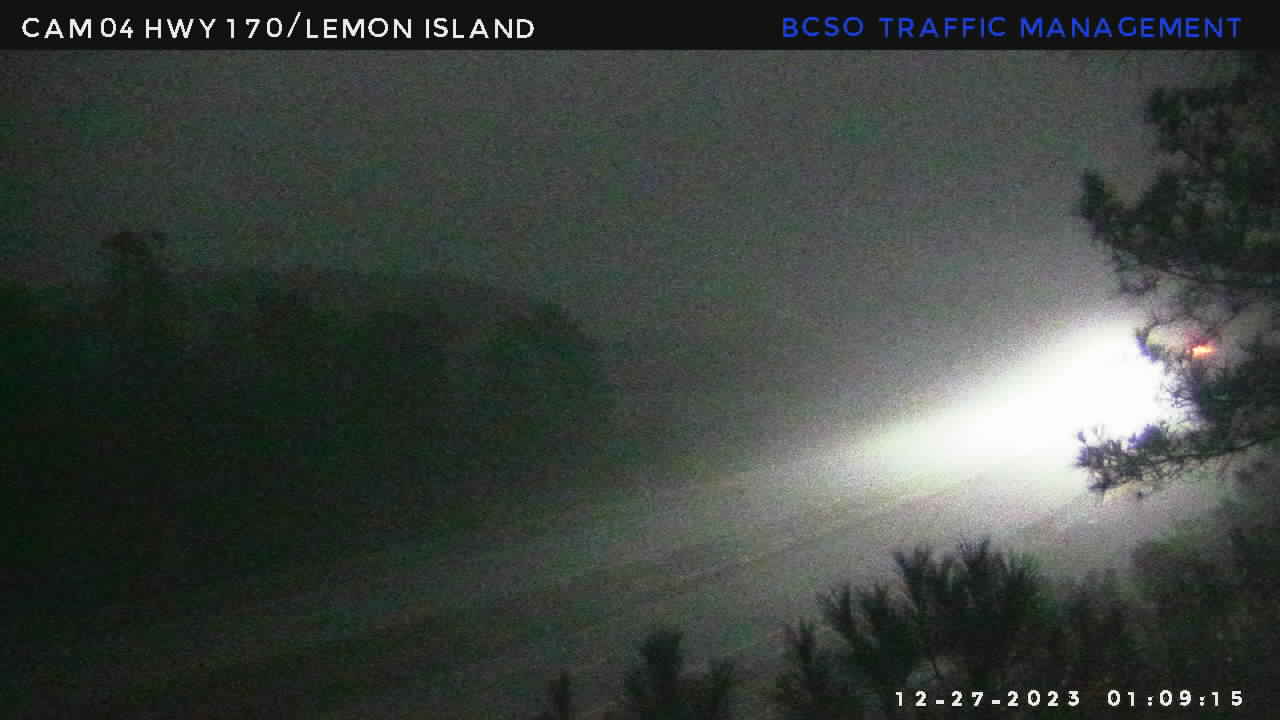 CAM04 HWY 170/LEMON ISLAND
BCSO TRAFFIC MANAGEMENT
12-27-2023 01:09:15